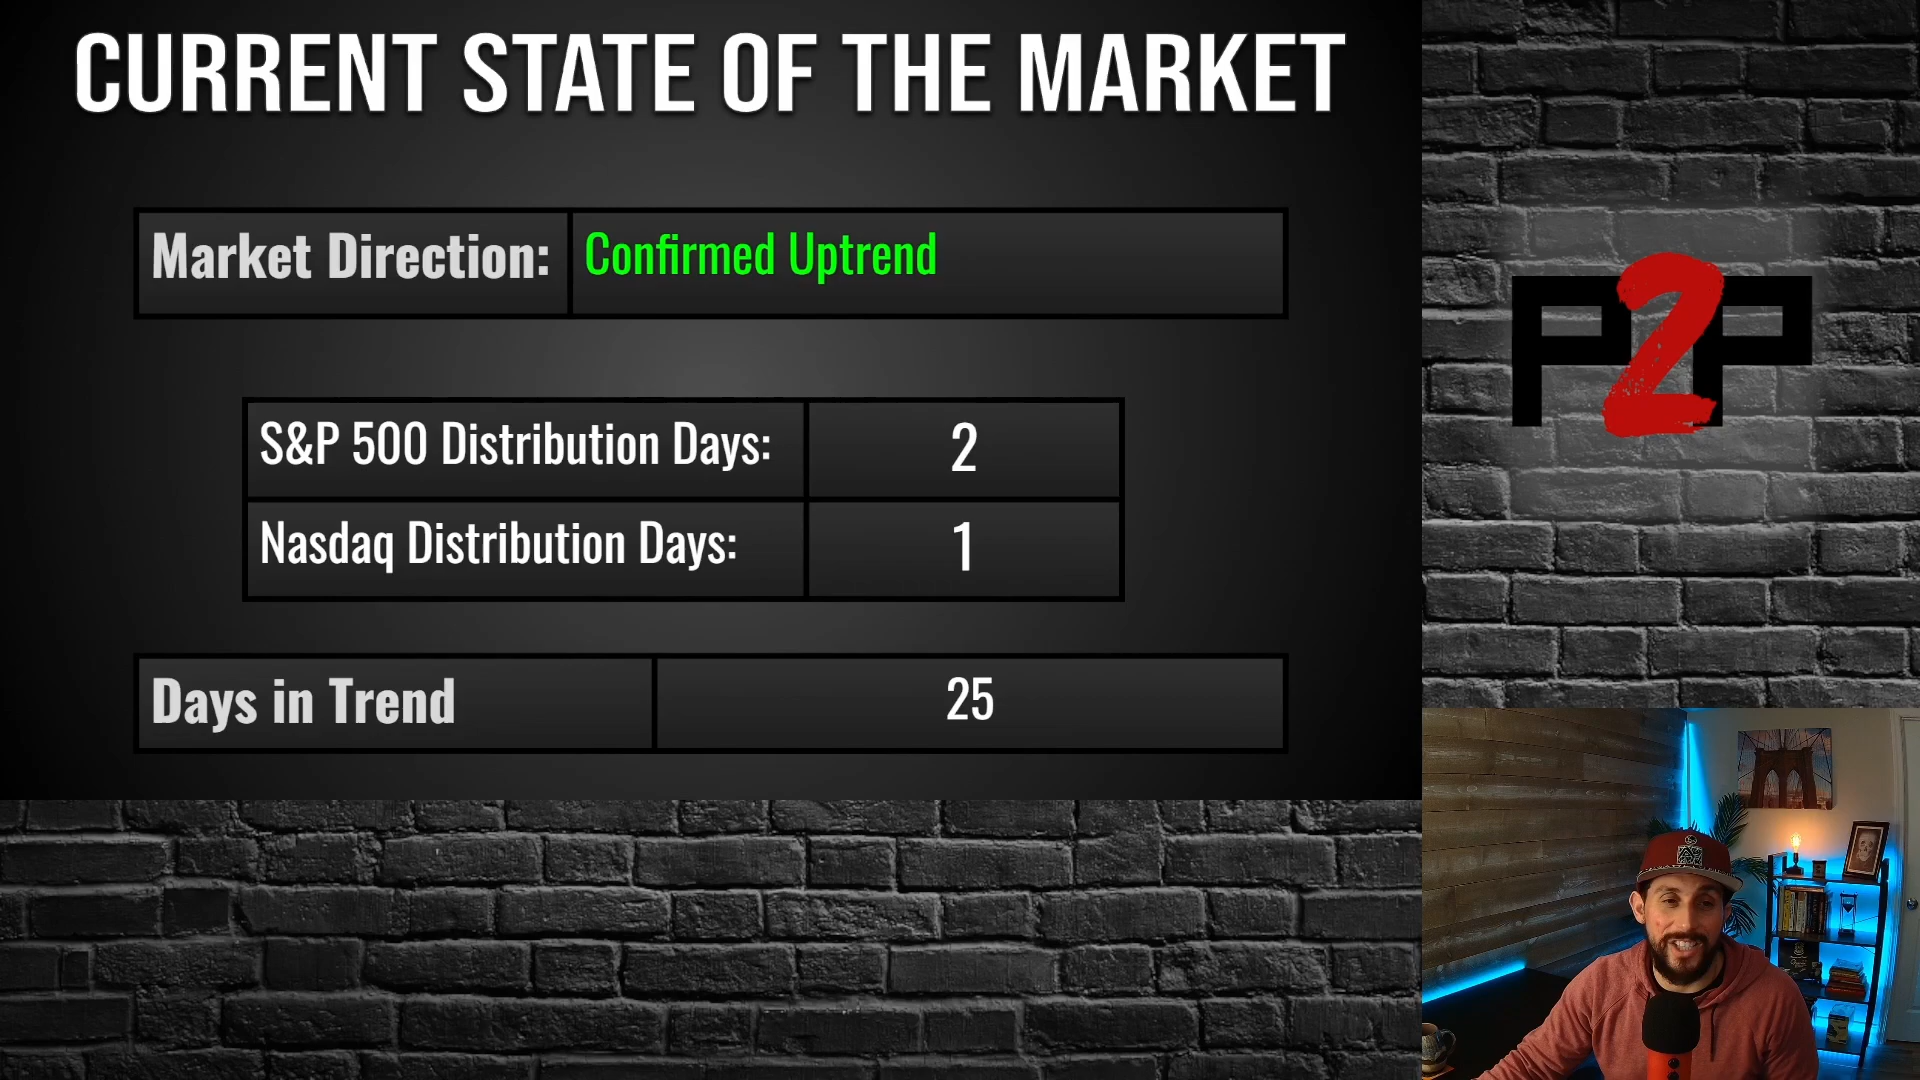 CURRENT STATE OF THE MARKET
Market Direction: Confirmed Uptrend
S&P 500 Distribution Days: 2
Nasdaq Distribution Days: 1
Days in Trend 25
P2P